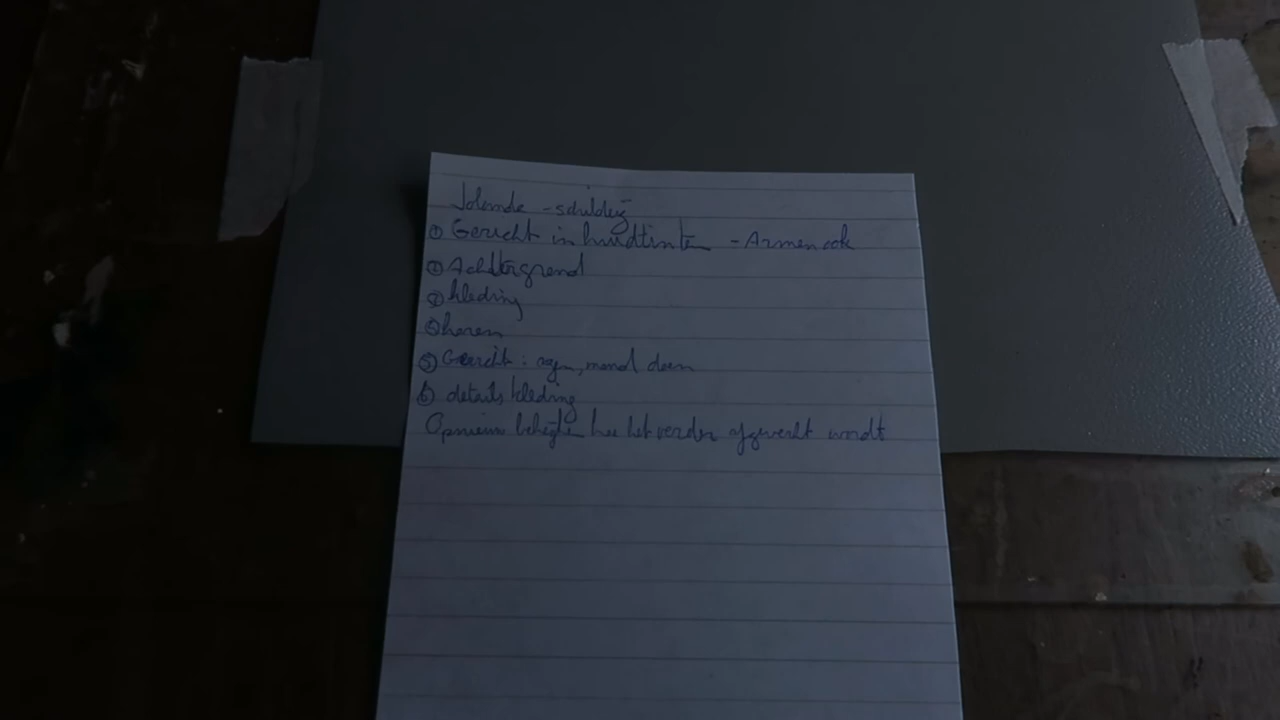 Jolande - schilderij
① Gezicht in huidtinten - Armen ook
② Achtergrond
③ kleding
④ haren
⑤ Gezicht: ogen, mond doen
⑥ details kleding
Opnieuw bekijken hoe het verder afgewerkt wordt